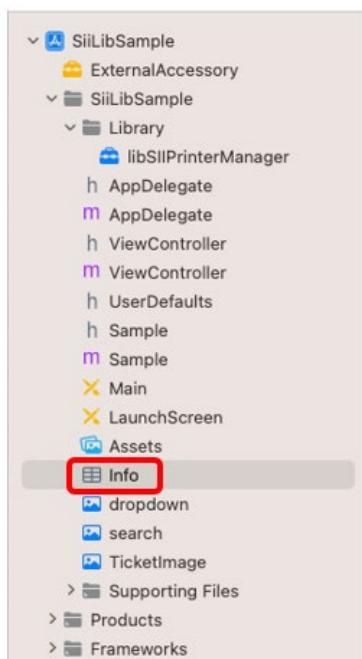 SiiLibSample
ExternalAccessory
SiiLibSample
Library
libSIIPrinterManager
h AppDelegate
m AppDelegate
h ViewController
m ViewController
h UserDefaults
h Sample
m Sample
Main
LaunchScreen
Assets
Info
dropdown
search
TicketImage
Supporting Files
Products
Frameworks